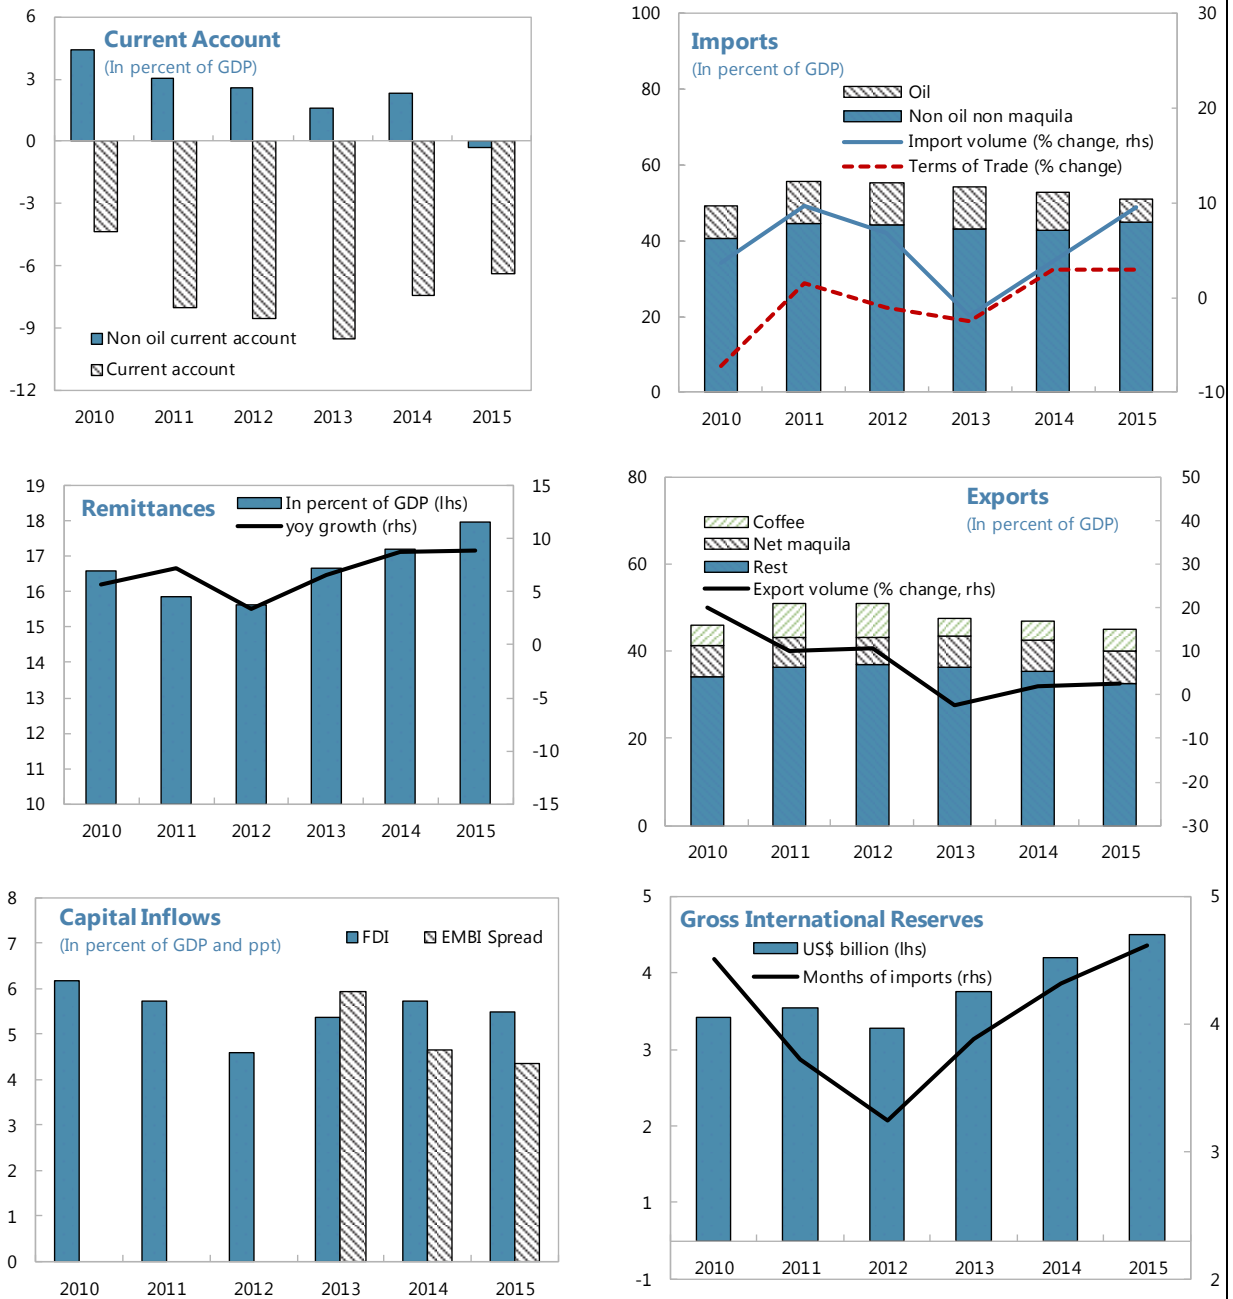 Current Account
(In percent of GDP)
6
3
0
-3
-6
-9
-12
Non oil current account
Current account
2010 2011 2012 2013 2014 2015
Imports
(In percent of GDP)
100
80
60
40
20
0
30
20
10
0
-10
Oil
Non oil non maquila
Import volume (% change, rhs)
Terms of Trade (% change)
2010 2011 2012 2013 2014 2015
Remittances
19
18
17
16
15
14
13
12
11
10
15
10
5
0
-5
-10
-15
In percent of GDP (lhs)
yoy growth (rhs)
2010 2011 2012 2013 2014 2015
Exports
(In percent of GDP)
80
60
40
20
0
50
40
30
20
10
0
-10
-20
-30
Coffee
Net maquila
Rest
Export volume (% change, rhs)
2010 2011 2012 2013 2014 2015
Capital Inflows
(In percent of GDP and ppt)
8
7
6
5
4
3
2
1
0
FDI
EMBI Spread
2010 2011 2012 2013 2014 2015
Gross International Reserves
5
4
3
2
1
-1
5
4
3
2
US$ billion (lhs)
Months of imports (rhs)
2010 2011 2012 2013 2014 2015